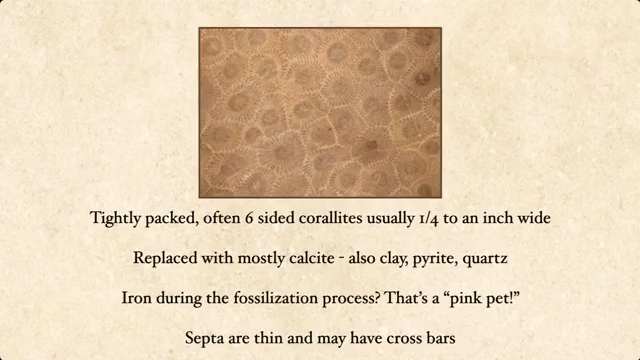 Tightly packed, often 6 sided corallites usually 1/4 to an inch wide
Replaced with mostly calcite - also clay, pyrite, quartz
Iron during the fossilization process? That's a “pink pet!”
Septa are thin and may have cross bars